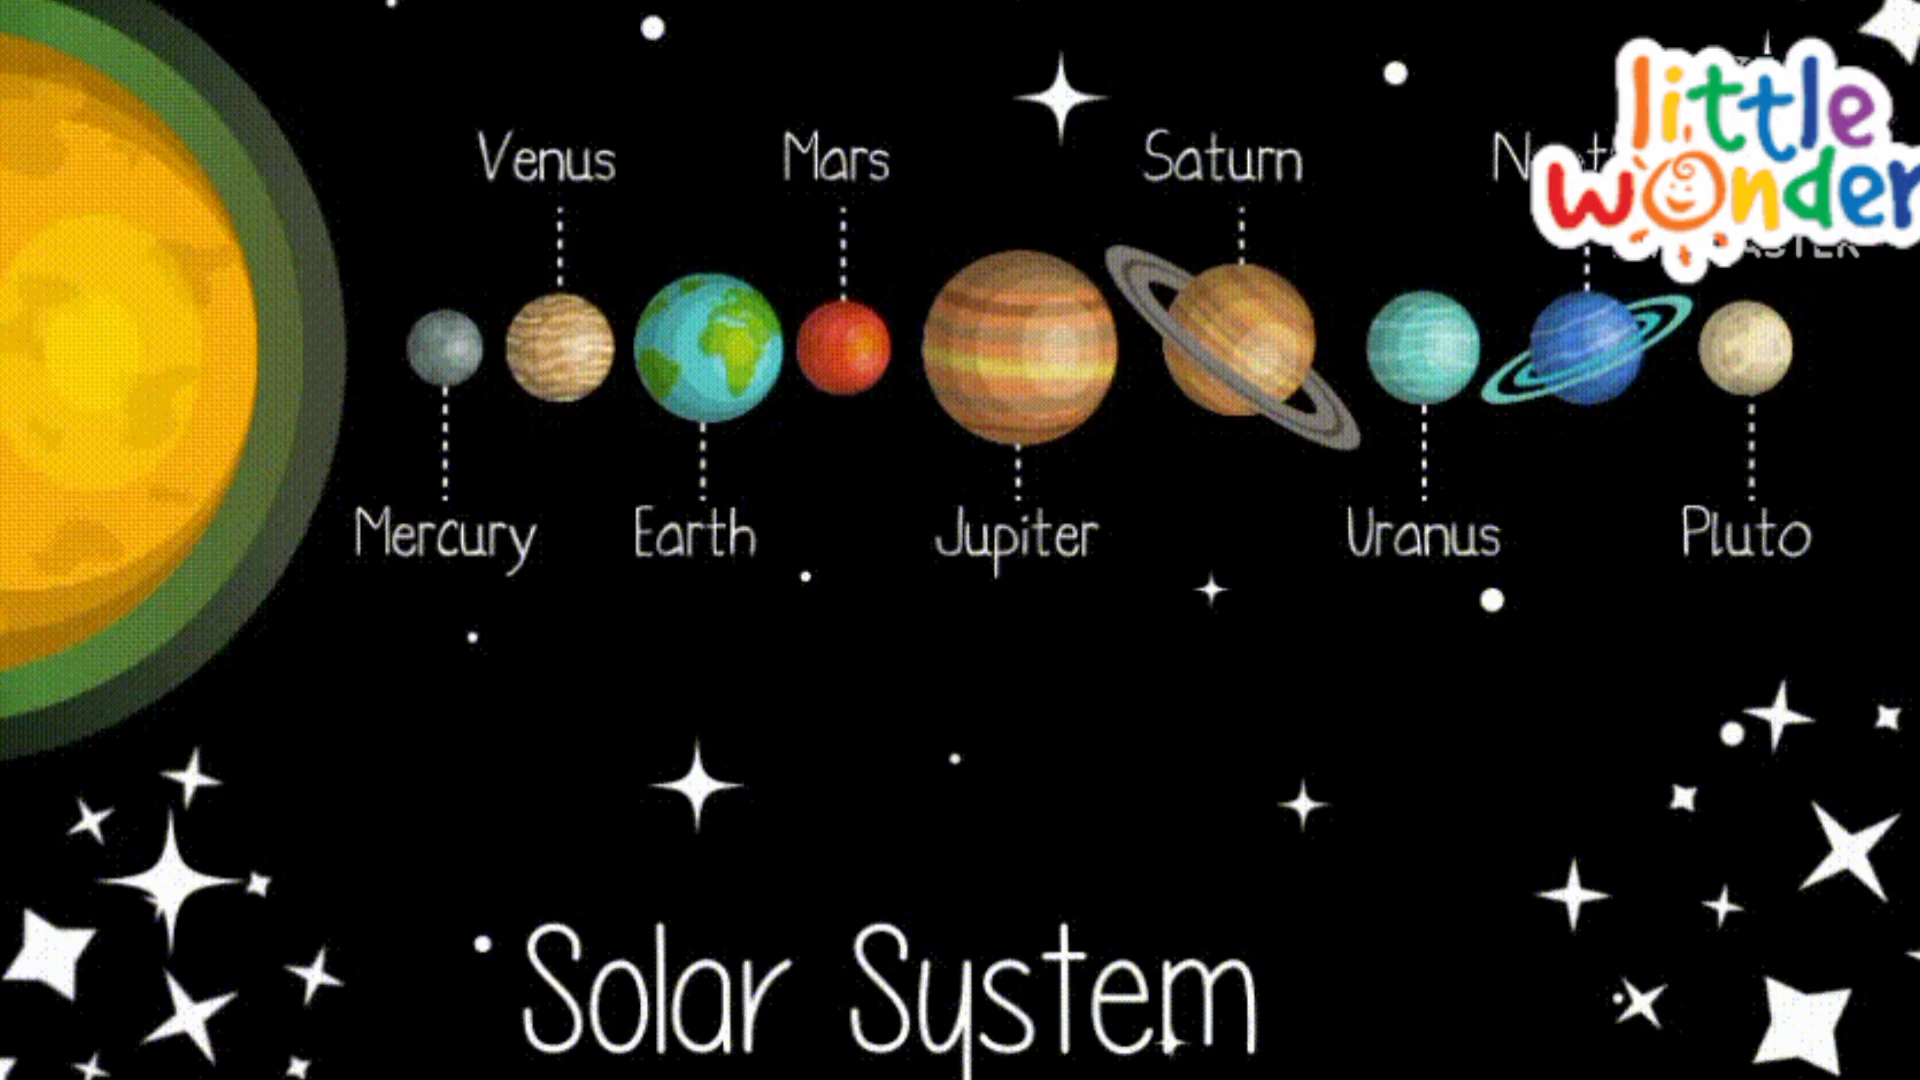 little
wonder
Venus
Mars
Saturn
Mercury
Earth
Jupiter
Uranus
Pluto
Solar System